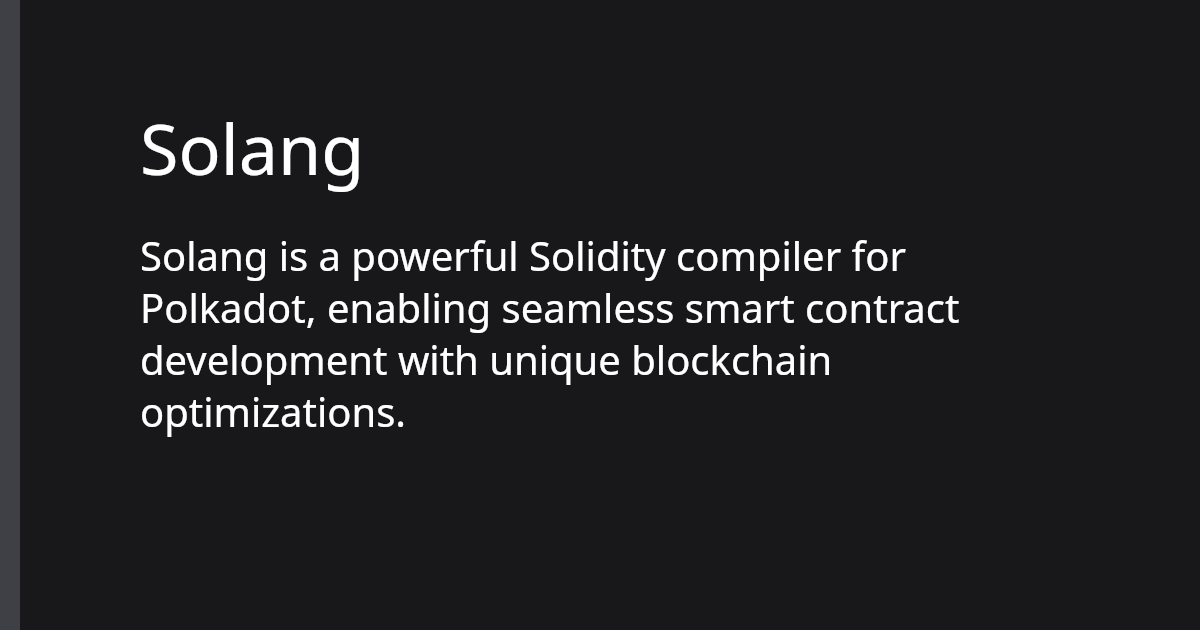 Solang
Solang is a powerful Solidity compiler for
Polkadot, enabling seamless smart contract
development with unique blockchain
optimizations.